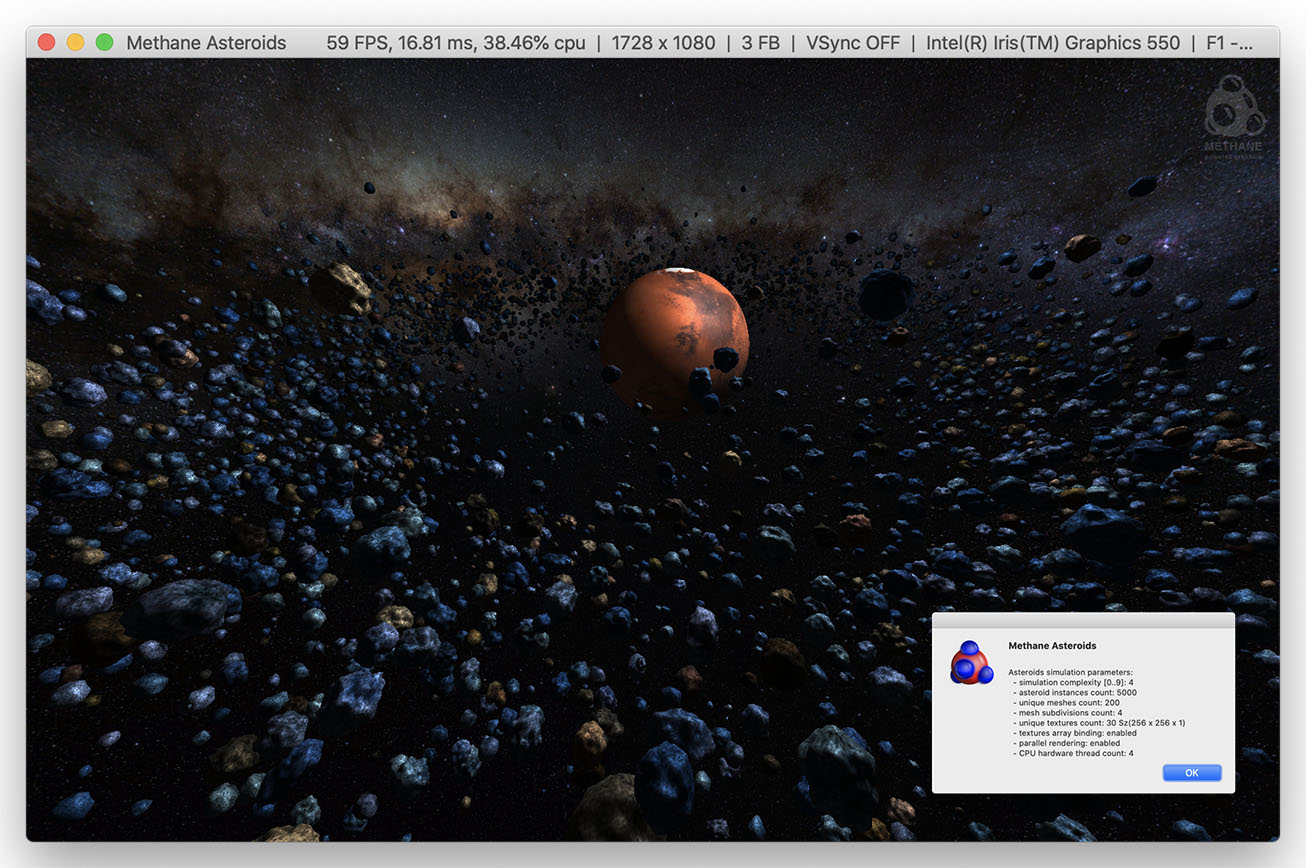 Methane Asteroids 59 FPS, 16.81 ms, 38.46% cpu | 1728 x 1080 | 3 FB | VSync OFF | Intel(R) Iris(TM) Graphics 550 | F1 -...
METHANE
powered graphics
Methane Asteroids
Asteroids simulation parameters:
- simulation complexity [0..9]: 4
- asteroid instances count: 5000
- unique meshes count: 200
- mesh subdivisions count: 4
- unique textures count: 30 Sz(256 x 256 x 1)
- textures array binding: enabled
- parallel rendering: enabled
- CPU hardware thread count: 4
OK